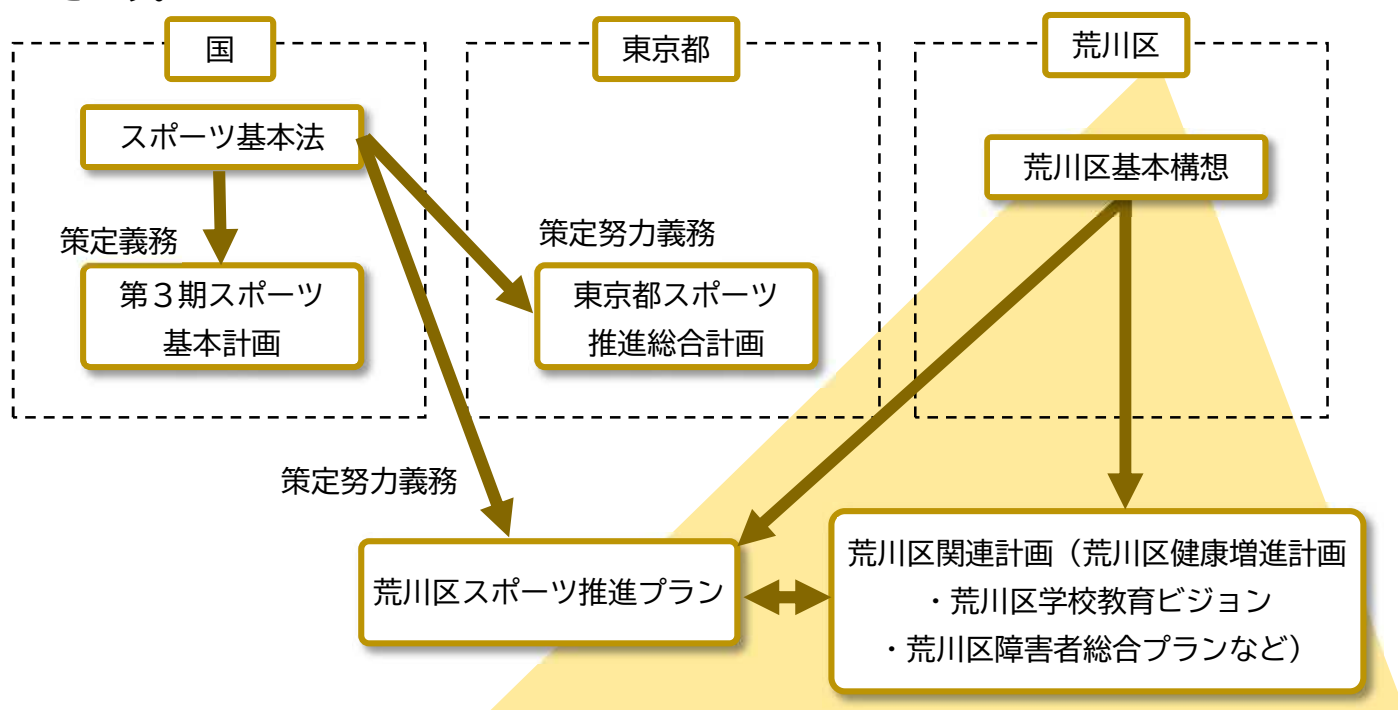 国
東京都
荒川区
スポーツ基本法
荒川区基本構想
策定義務
策定努力義務
第３期スポーツ
基本計画
東京都スポーツ
推進総合計画
策定努力義務
荒川区スポーツ推進プラン
荒川区関連計画（荒川区健康増進計画
・荒川区学校教育ビジョン
・荒川区障害者総合プランなど）